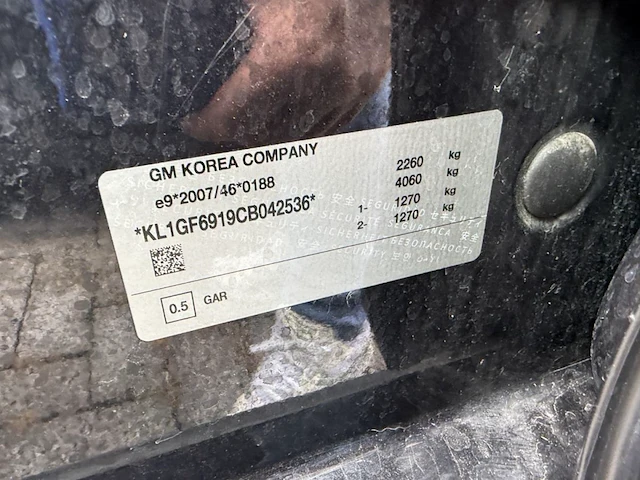 GM KOREA COMPANY
e9*2007/46*0188
*KL1GF6919CB042536*
2260 kg
4060 kg
1- 1270 kg
2- 1270 kg
0.5 GAR